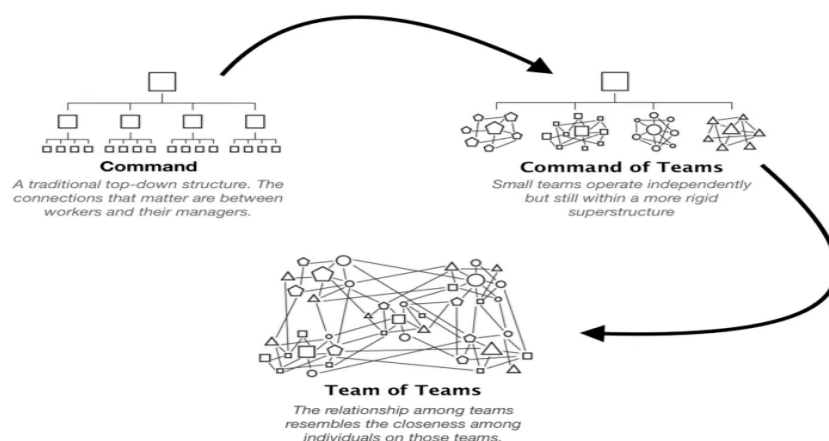 Command
A traditional top-down structure. The
connections that matter are between
workers and their managers.
Command of Teams
Small teams operate independently
but still within a more rigid
superstructure
Team of Teams
The relationship among teams
resembles the closeness among
individuals on those teams.